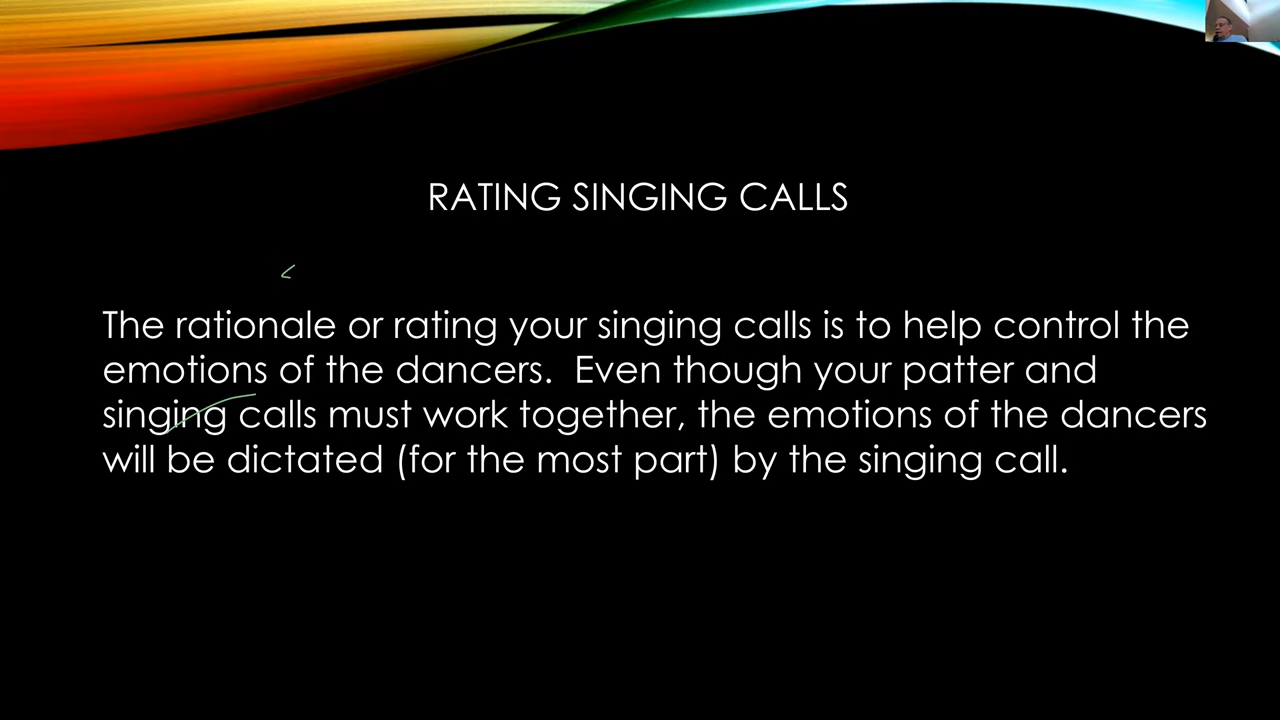 RATING SINGING CALLS
The rationale or rating your singing calls is to help control the
emotions of the dancers.  Even though your patter and
singing calls must work together, the emotions of the dancers
will be dictated (for the most part) by the singing call.